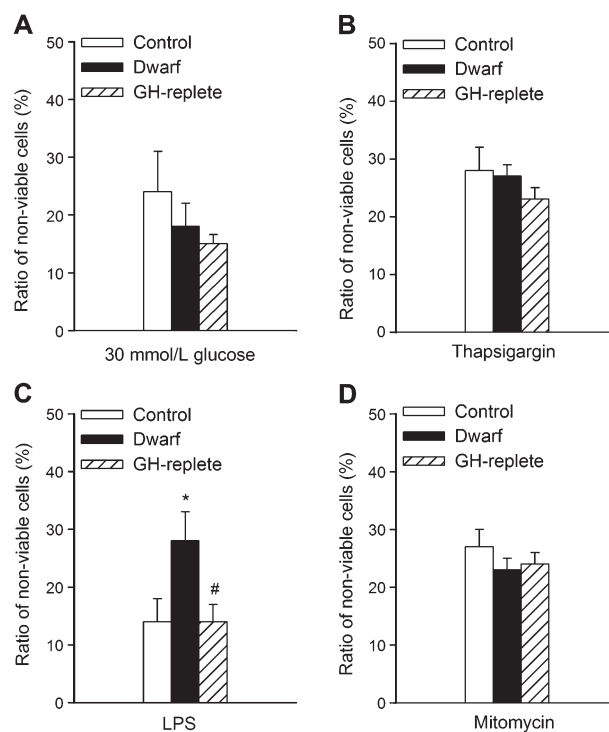 A
Ratio of non-viable cells (%)
50
40
30
20
10
0
Control
Dwarf
GH-replete
30 mmol/L glucose
B
Ratio of non-viable cells (%)
50
40
30
20
10
0
Control
Dwarf
GH-replete
Thapsigargin
C
Ratio of non-viable cells (%)
50
40
30
20
10
0
Control
Dwarf
GH-replete
*
#
LPS
D
Ratio of non-viable cells (%)
50
40
30
20
10
0
Control
Dwarf
GH-replete
Mitomycin